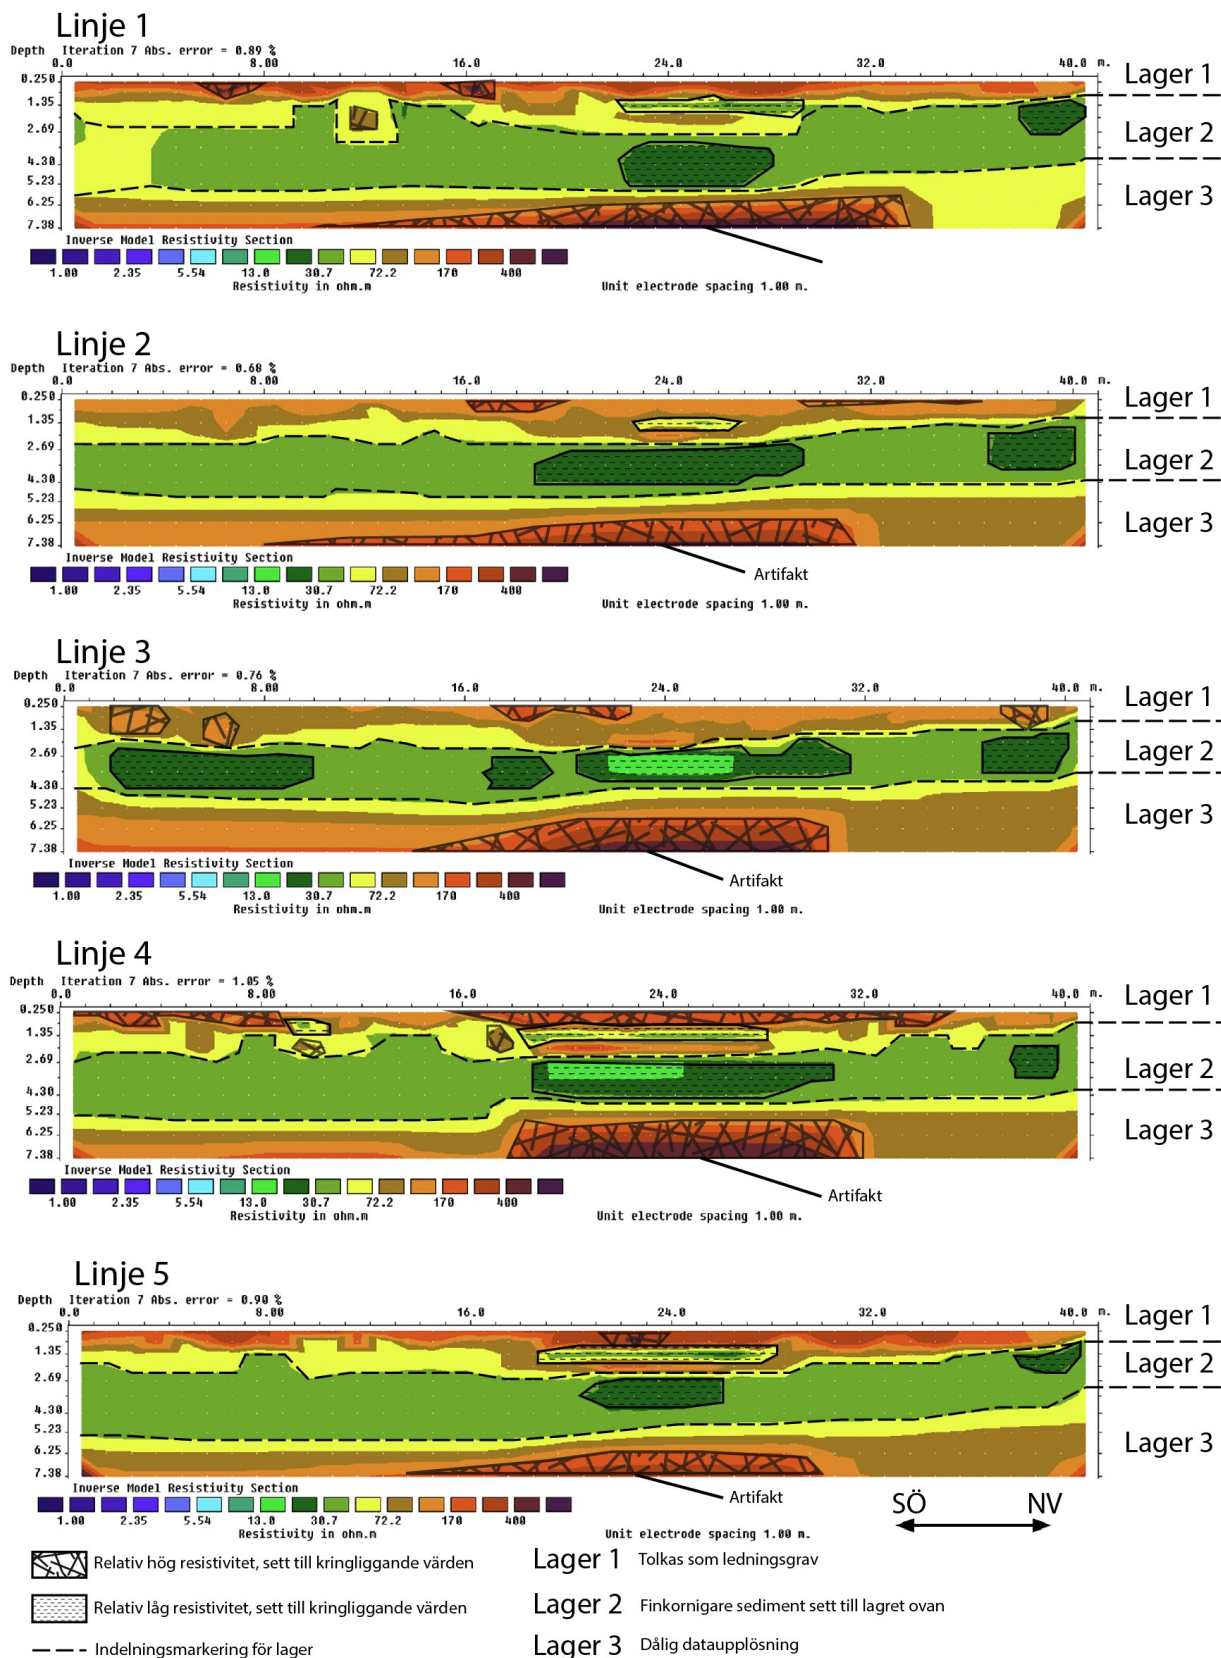 Linje 1
Depth Iteration 7 Abs. error = 0.89 %
0.0 8.00 16.0 24.0 32.0 40.0 m.
0.250
1.35
2.69
4.30
5.23
6.25
7.38
Lager 1
Lager 2
Lager 3
Inverse Model Resistivity Section
1.00 2.35 5.54 13.0 30.7 72.2 170 400
Resistivity in ohm.m
Unit electrode spacing 1.00 m.
Linje 2
Depth Iteration 7 Abs. error = 0.68 %
0.0 8.00 16.0 24.0 32.0 40.0 m.
0.250
1.35
2.69
4.30
5.23
6.25
7.38
Lager 1
Lager 2
Lager 3
Inverse Model Resistivity Section
Artifakt
1.00 2.35 5.54 13.0 30.7 72.2 170 400
Resistivity in ohm.m
Unit electrode spacing 1.00 m.
Linje 3
Depth Iteration 7 Abs. error = 0.76 %
0.0 8.00 16.0 24.0 32.0 40.0 m.
0.250
1.35
2.69
4.30
5.23
6.25
7.38
Lager 1
Lager 2
Lager 3
Inverse Model Resistivity Section
Artifakt
1.00 2.35 5.54 13.0 30.7 72.2 170 400
Resistivity in ohm.m
Unit electrode spacing 1.00 m.
Linje 4
Depth Iteration 7 Abs. error = 1.05 %
0.0 8.00 16.0 24.0 32.0 40.0 m.
0.250
1.35
2.69
4.30
5.23
6.25
7.38
Lager 1
Lager 2
Lager 3
Inverse Model Resistivity Section
Artifakt
1.00 2.35 5.54 13.0 30.7 72.2 170 400
Resistivity in ohm.m
Unit electrode spacing 1.00 m.
Linje 5
Depth Iteration 7 Abs. error = 0.90 %
0.0 8.00 16.0 24.0 32.0 40.0 m.
0.250
1.35
2.69
4.30
5.23
6.25
7.38
Lager 1
Lager 2
Lager 3
Inverse Model Resistivity Section
Artifakt
SÖ NV
1.00 2.35 5.54 13.0 30.7 72.2 170 400
Resistivity in ohm.m
Unit electrode spacing 1.00 m.
Relativ hög resistivitet, sett till kringliggande värden
Relativ låg resistivitet, sett till kringliggande värden
Indelningsmarkering för lager
Lager 1 Tolkas som ledningsgrav
Lager 2 Finkornigare sediment sett till lagret ovan
Lager 3 Dålig dataupplösning